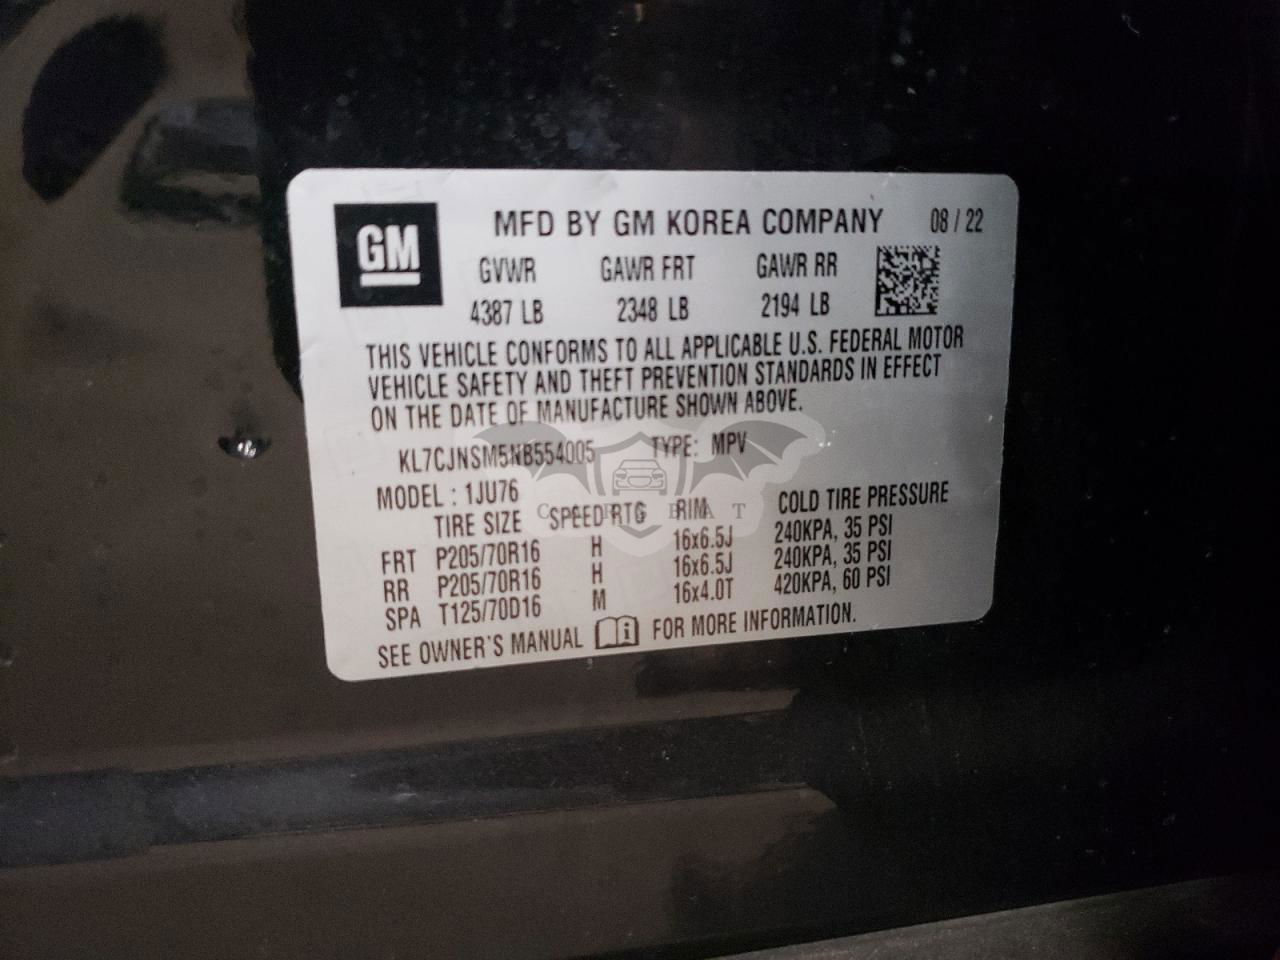 GM
MFD BY GM KOREA COMPANY 08 / 22
GVWR GAWR FRT GAWR RR
4387 LB 2348 LB 2194 LB
THIS VEHICLE CONFORMS TO ALL APPLICABLE U.S. FEDERAL MOTOR
VEHICLE SAFETY AND THEFT PREVENTION STANDARDS IN EFFECT
ON THE DATE OF MANUFACTURE SHOWN ABOVE.
KL7CJNSM5NB554005 TYPE: MPV
MODEL : 1JU76
TIRE SIZE SPEED RTG RIM COLD TIRE PRESSURE
FRT P205/70R16 H 16x6.5J 240KPA, 35 PSI
RR P205/70R16 H 16x6.5J 240KPA, 35 PSI
SPA T125/70D16 M 16x4.0T 420KPA, 60 PSI
SEE OWNER'S MANUAL FOR MORE INFORMATION.